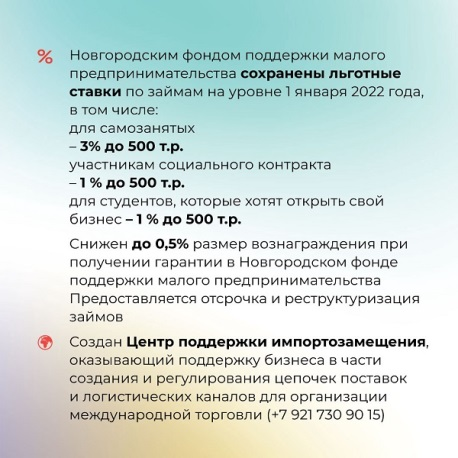 Новгородским фондом поддержки малого
предпринимательства сохранены льготные
ставки по займам на уровне 1 января 2022 года,
в том числе:
для самозанятых
– 3% до 500 т.р.
участникам социального контракта
– 1 % до 500 т.р.
для студентов, которые хотят открыть свой
бизнес – 1 % до 500 т.р.
Снижен до 0,5% размер вознаграждения при
получении гарантии в Новгородском фонде
поддержки малого предпринимательства
Предоставляется отсрочка и реструктуризация
займов
Создан Центр поддержки импортозамещения,
оказывающий поддержку бизнеса в части
создания и регулирования цепочек поставок
и логистических каналов для организации
международной торговли (+7 921 730 90 15)